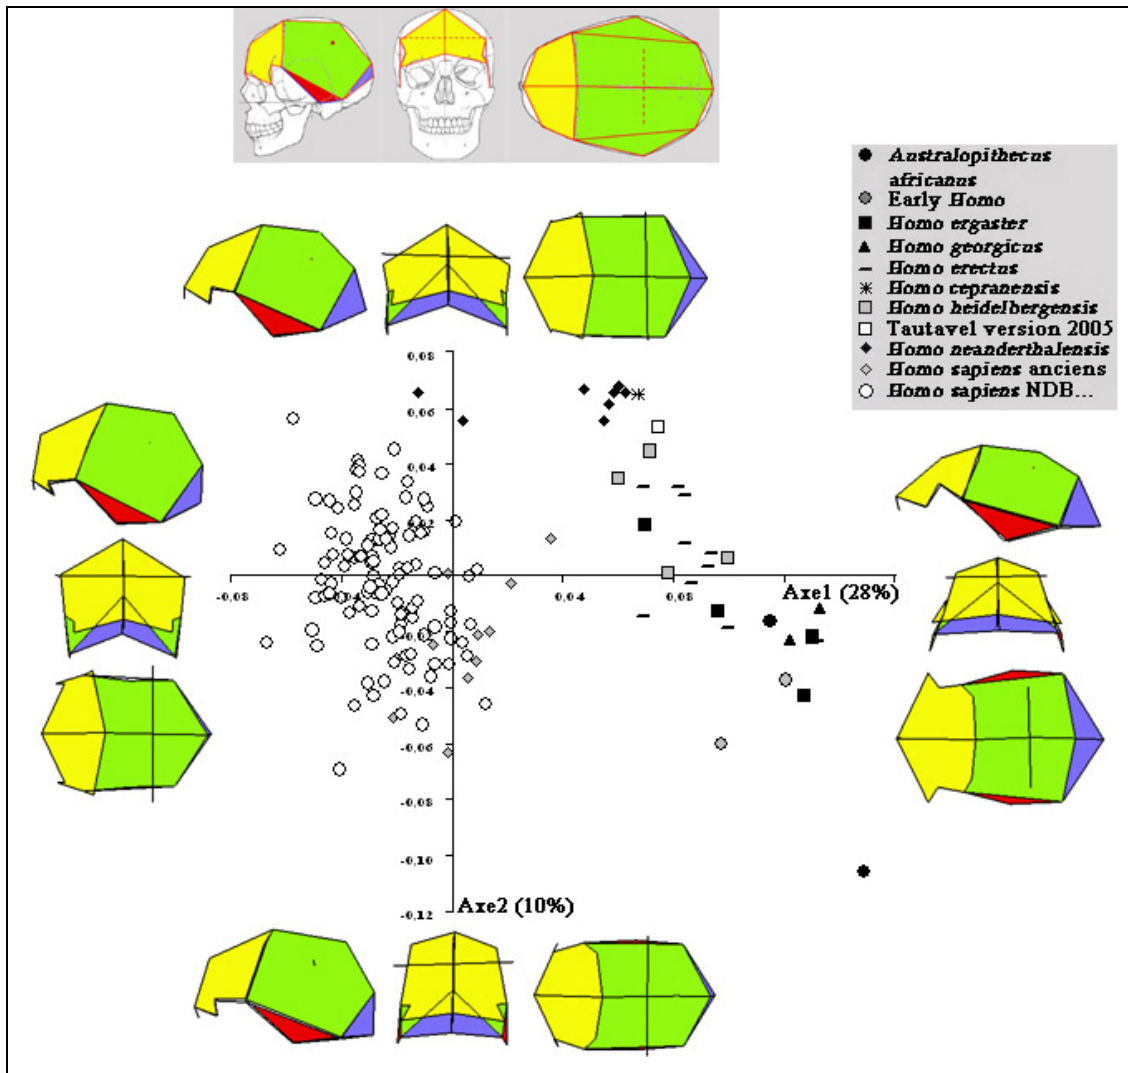 Australopithecus
africanus
Early Homo
Homo ergaster
Homo georgicus
Homo erectus
Homo cepranensis
Homo heidelbergensis
Tautavel version 2005
Homo neanderthalensis
Homo sapiens anciens
Homo sapiens NDB...
0,08
0,06
0,04
0,02
-0,08
-0,04
0,04
0,08
Axe1 (28%)
-0,02
-0,04
-0,06
-0,08
-0,10
-0,12
Axe2 (10%)